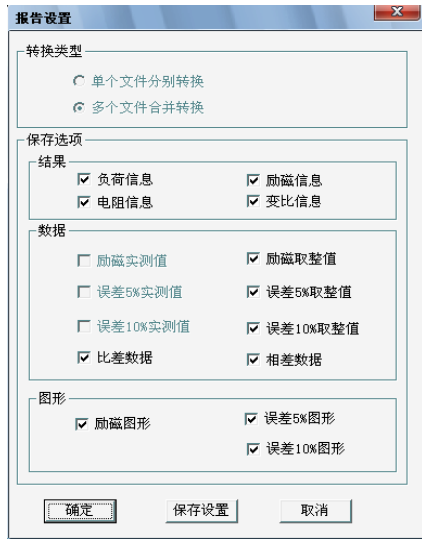 报告设置
转换类型
单个文件分别转换
多个文件合并转换
保存选项
结果
负荷信息 励磁信息
电阻信息 变比信息
数据
励磁实测值 励磁取整值
误差5%实测值 误差5%取整值
误差10%实测值 误差10%取整值
比差数据 相差数据
图形
励磁图形 误差5%图形
误差10%图形
确定 保存设置 取消